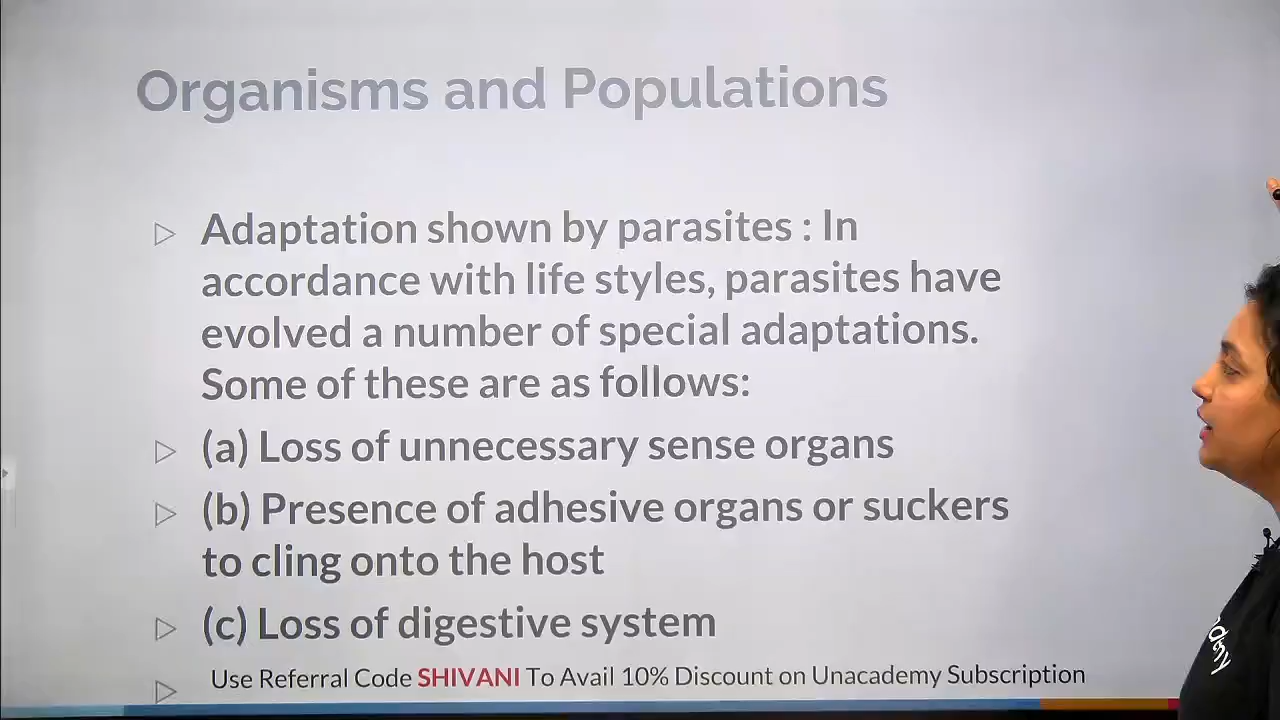 Organisms and Populations
Adaptation shown by parasites : In
accordance with life styles, parasites have
evolved a number of special adaptations.
Some of these are as follows:
(a) Loss of unnecessary sense organs
(b) Presence of adhesive organs or suckers
to cling onto the host
(c) Loss of digestive system
Use Referral Code SHIVANI To Avail 10% Discount on Unacademy Subscription